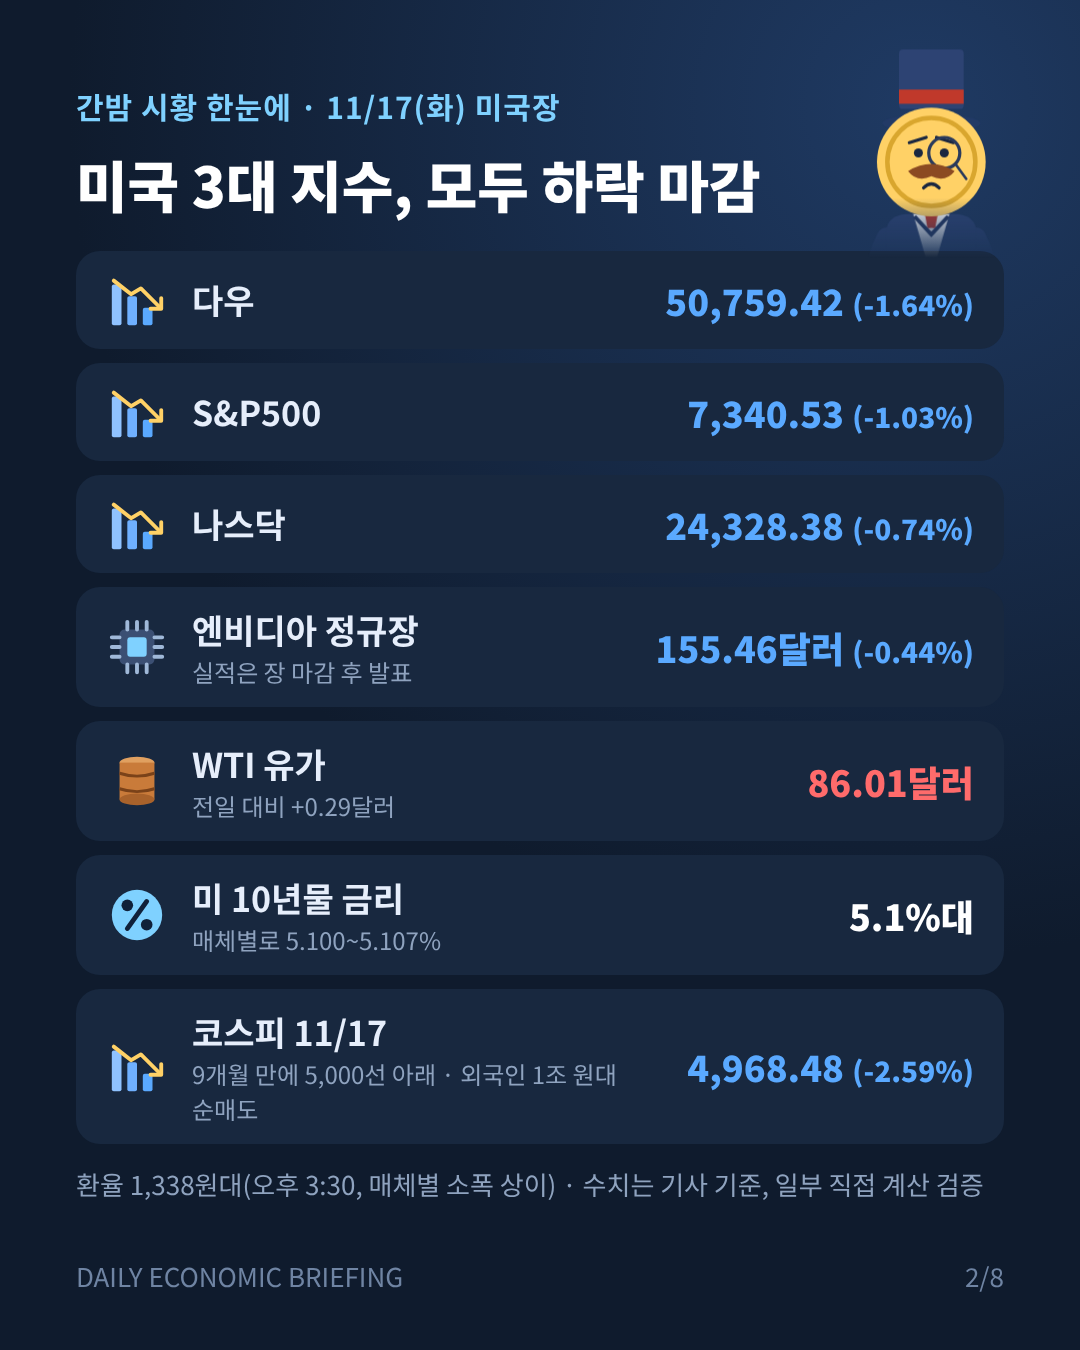 간밤 시황 한눈에 · 11/17(화) 미국장
미국 3대 지수, 모두 하락 마감
다우 50,759.42 (-1.64%)
S&P500 7,340.53 (-1.03%)
나스닥 24,328.38 (-0.74%)
엔비디아 정규장
실적은 장 마감 후 발표
155.46달러 (-0.44%)
WTI 유가
전일 대비 +0.29달러
86.01달러
미 10년물 금리
매체별로 5.100~5.107%
5.1%대
코스피 11/17
9개월 만에 5,000선 아래 · 외국인 1조 원대
순매도
4,968.48 (-2.59%)
환율 1,338원대(오후 3:30, 매체별 소폭 상이) · 수치는 기사 기준, 일부 직접 계산 검증
DAILY ECONOMIC BRIEFING
2/8